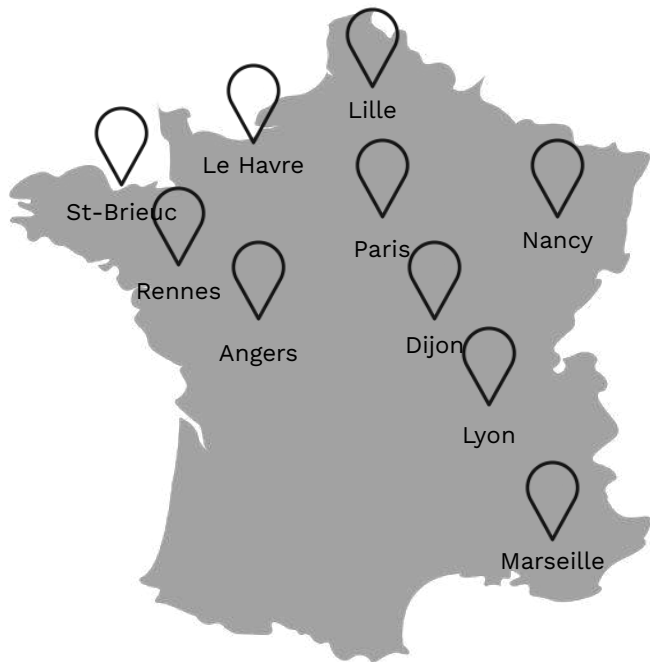 Lille
Le Havre
St-Brieuc
Paris
Nancy
Rennes
Angers
Dijon
Lyon
Marseille